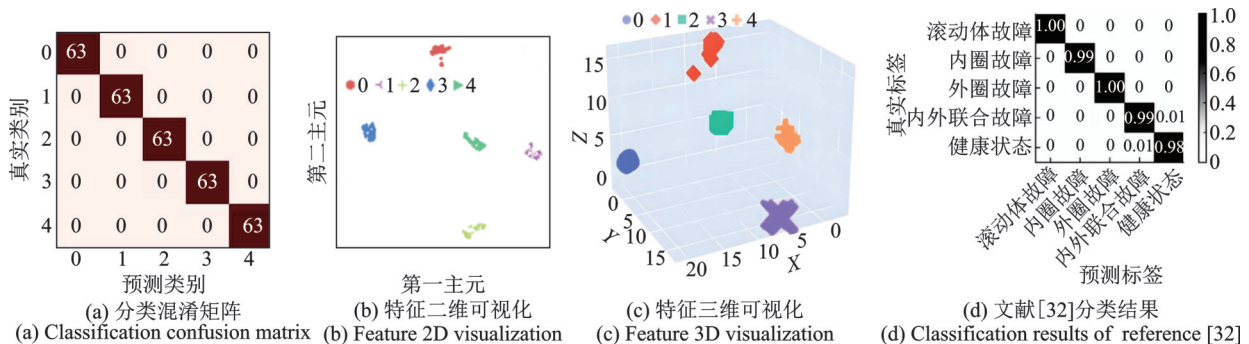 真实类别
0 63 0 0 0 0
1 0 63 0 0 0
2 0 0 63 0 0
3 0 0 0 63 0
4 0 0 0 0 63
0 1 2 3 4
预测类别
(a) 分类混淆矩阵
(a) Classification confusion matrix
第二主元
0 1 2 3 4
第一主元
(b) 特征二维可视化
(b) Feature 2D visualization
0 1 2 3 4
Z
15
10
5
0
Y
0
5
10
15
X
20 15 10 5 0
(c) 特征三维可视化
(c) Feature 3D visualization
真实标签
滚动体故障 1.00 0 0 0 0
内圈故障 0 0.99 0 0 0
外圈故障 0 0 1.00 0 0
内外联合故障 0 0 0 0.99 0.01
健康状态 0 0 0 0.01 0.98
滚动体故障
内圈故障
外圈故障
内外联合故障
健康状态
预测标签
1.0
0.8
0.6
0.4
0.2
0
(d) 文献[32]分类结果
(d) Classification results of reference [32]